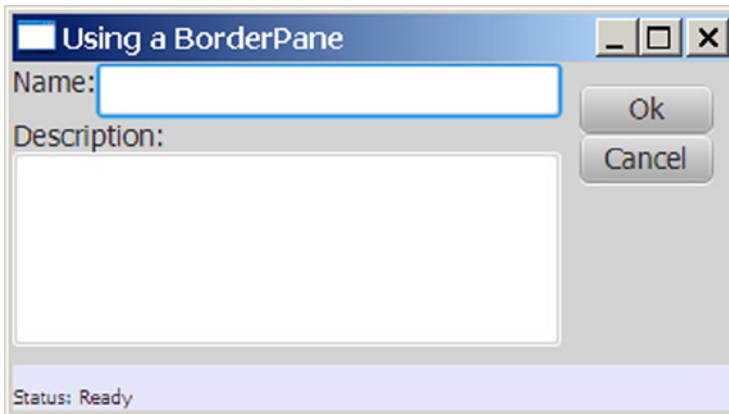 Using a BorderPane
Name:
Ok
Description:
Cancel
Status: Ready